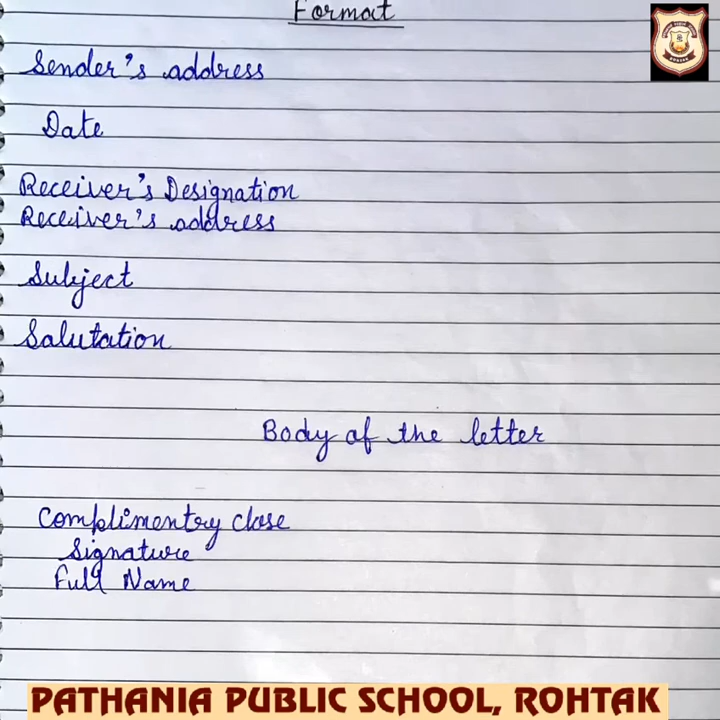 Format
Sender's address
Date
Receiver's Designation
Receiver's address
Subject
Salutation
Body of the letter
Complimentry close
Signature
Full Name
PATHANIA PUBLIC SCHOOL, ROHTAK